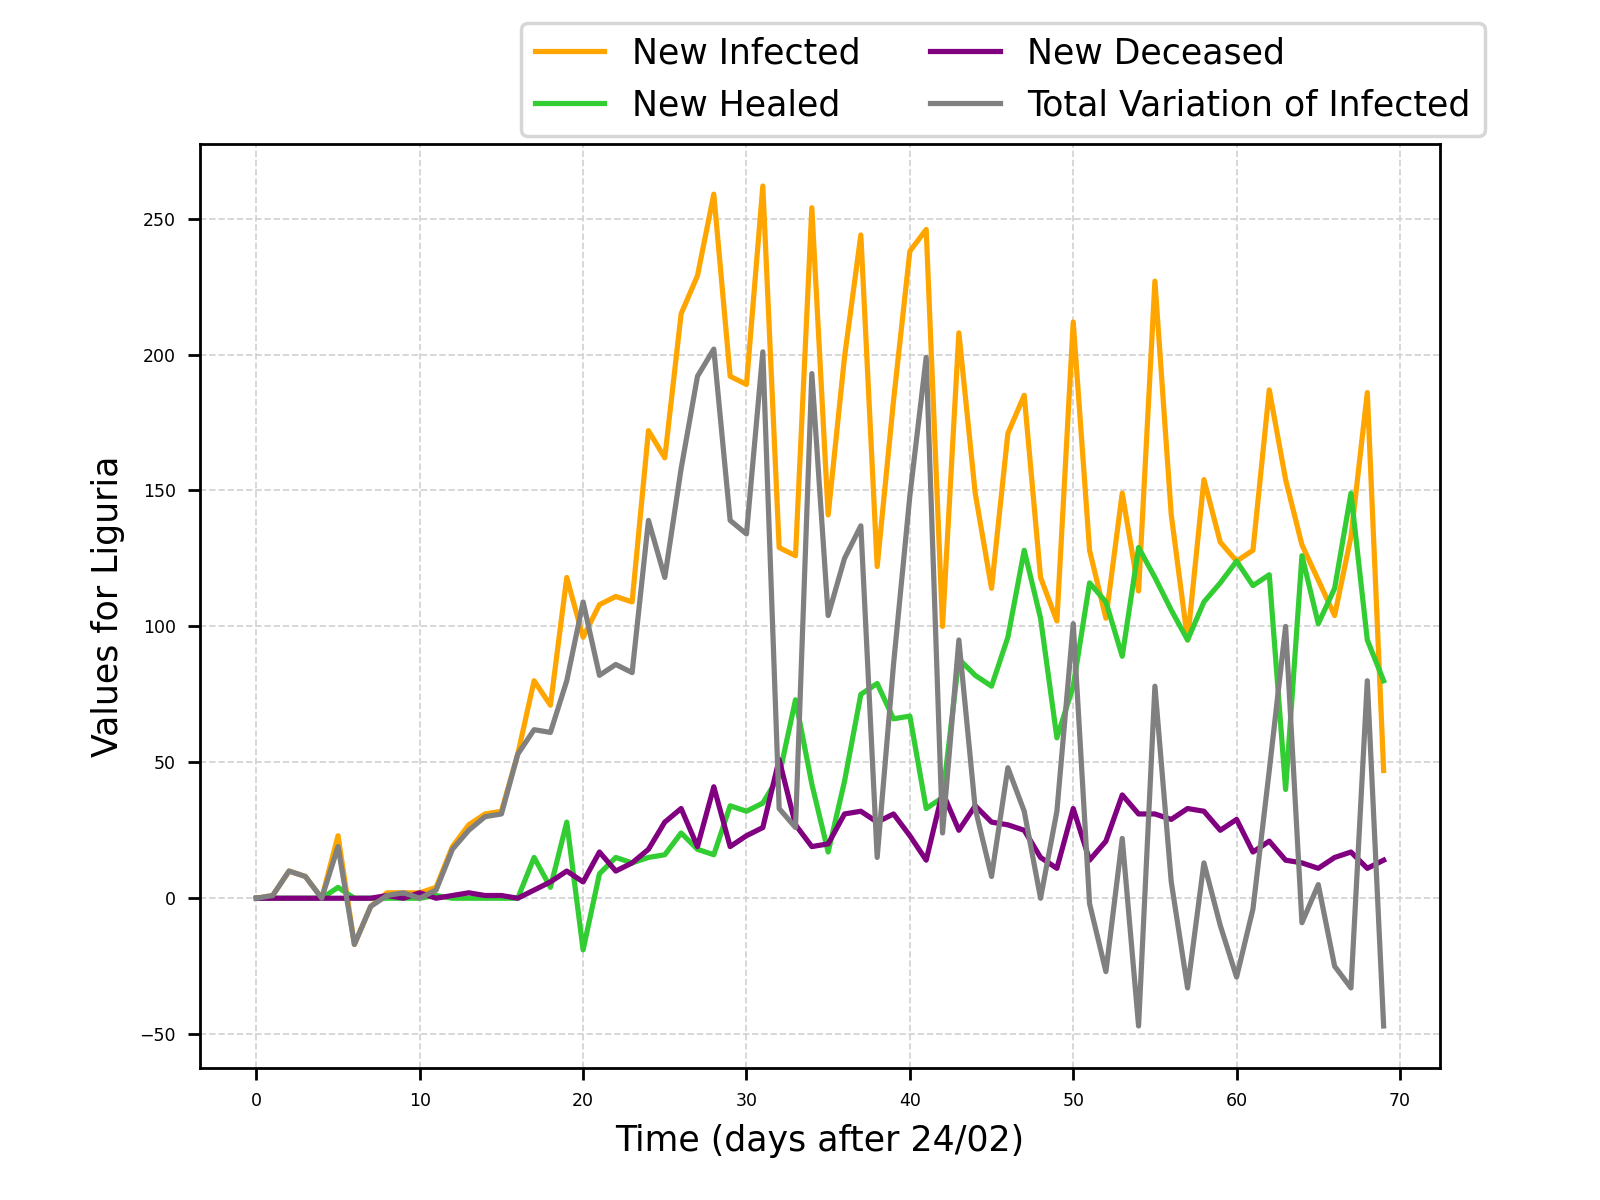 New Infected
New Healed
New Deceased
Total Variation of Infected
250
200
150
100
50
0
−50
Values for Liguria
0 10 20 30 40 50 60 70
Time (days after 24/02)